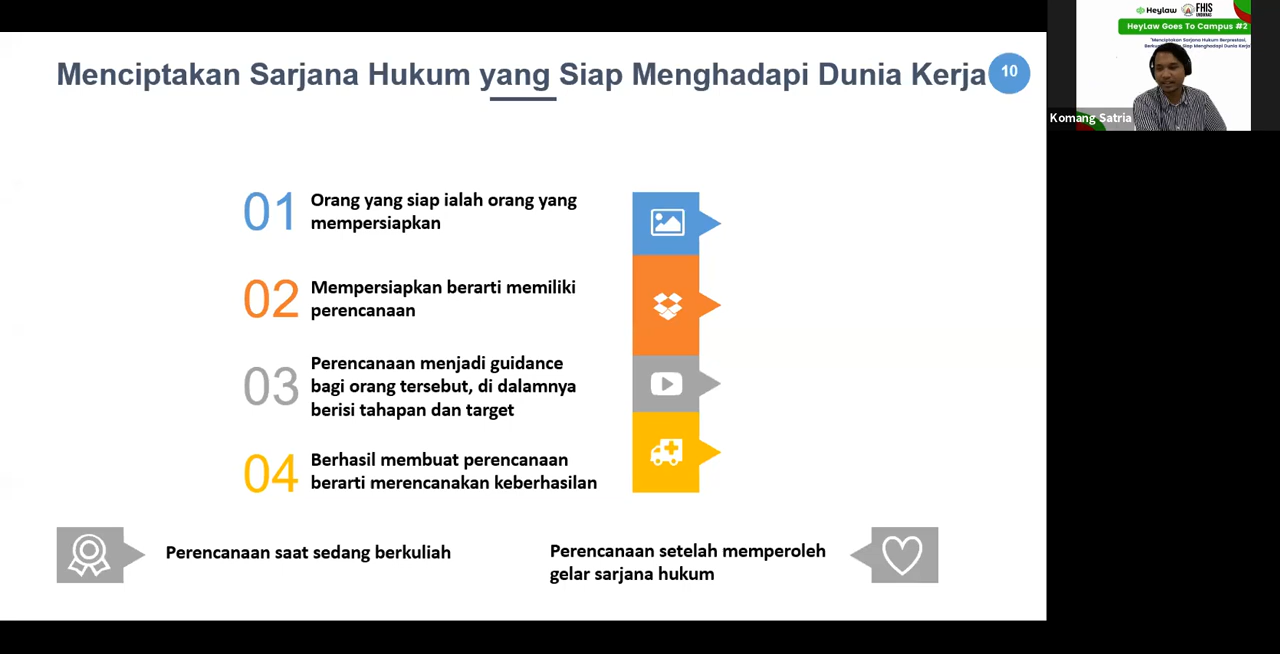 Menciptakan Sarjana Hukum yang Siap Menghadapi Dunia Kerja
10
01
Orang yang siap ialah orang yang
mempersiapkan
02
Mempersiapkan berarti memiliki
perencanaan
03
Perencanaan menjadi guidance
bagi orang tersebut, di dalamnya
berisi tahapan dan target
04
Berhasil membuat perencanaan
berarti merencanakan keberhasilan
Perencanaan saat sedang berkuliah
Perencanaan setelah memperoleh
gelar sarjana hukum
Heylaw
FHIS
HeyLaw Goes To Campus #2
"Menciptakan Sarjana Hukum Berprestasi,
Siap Menghadapi Dunia Kerja
Komang Satria